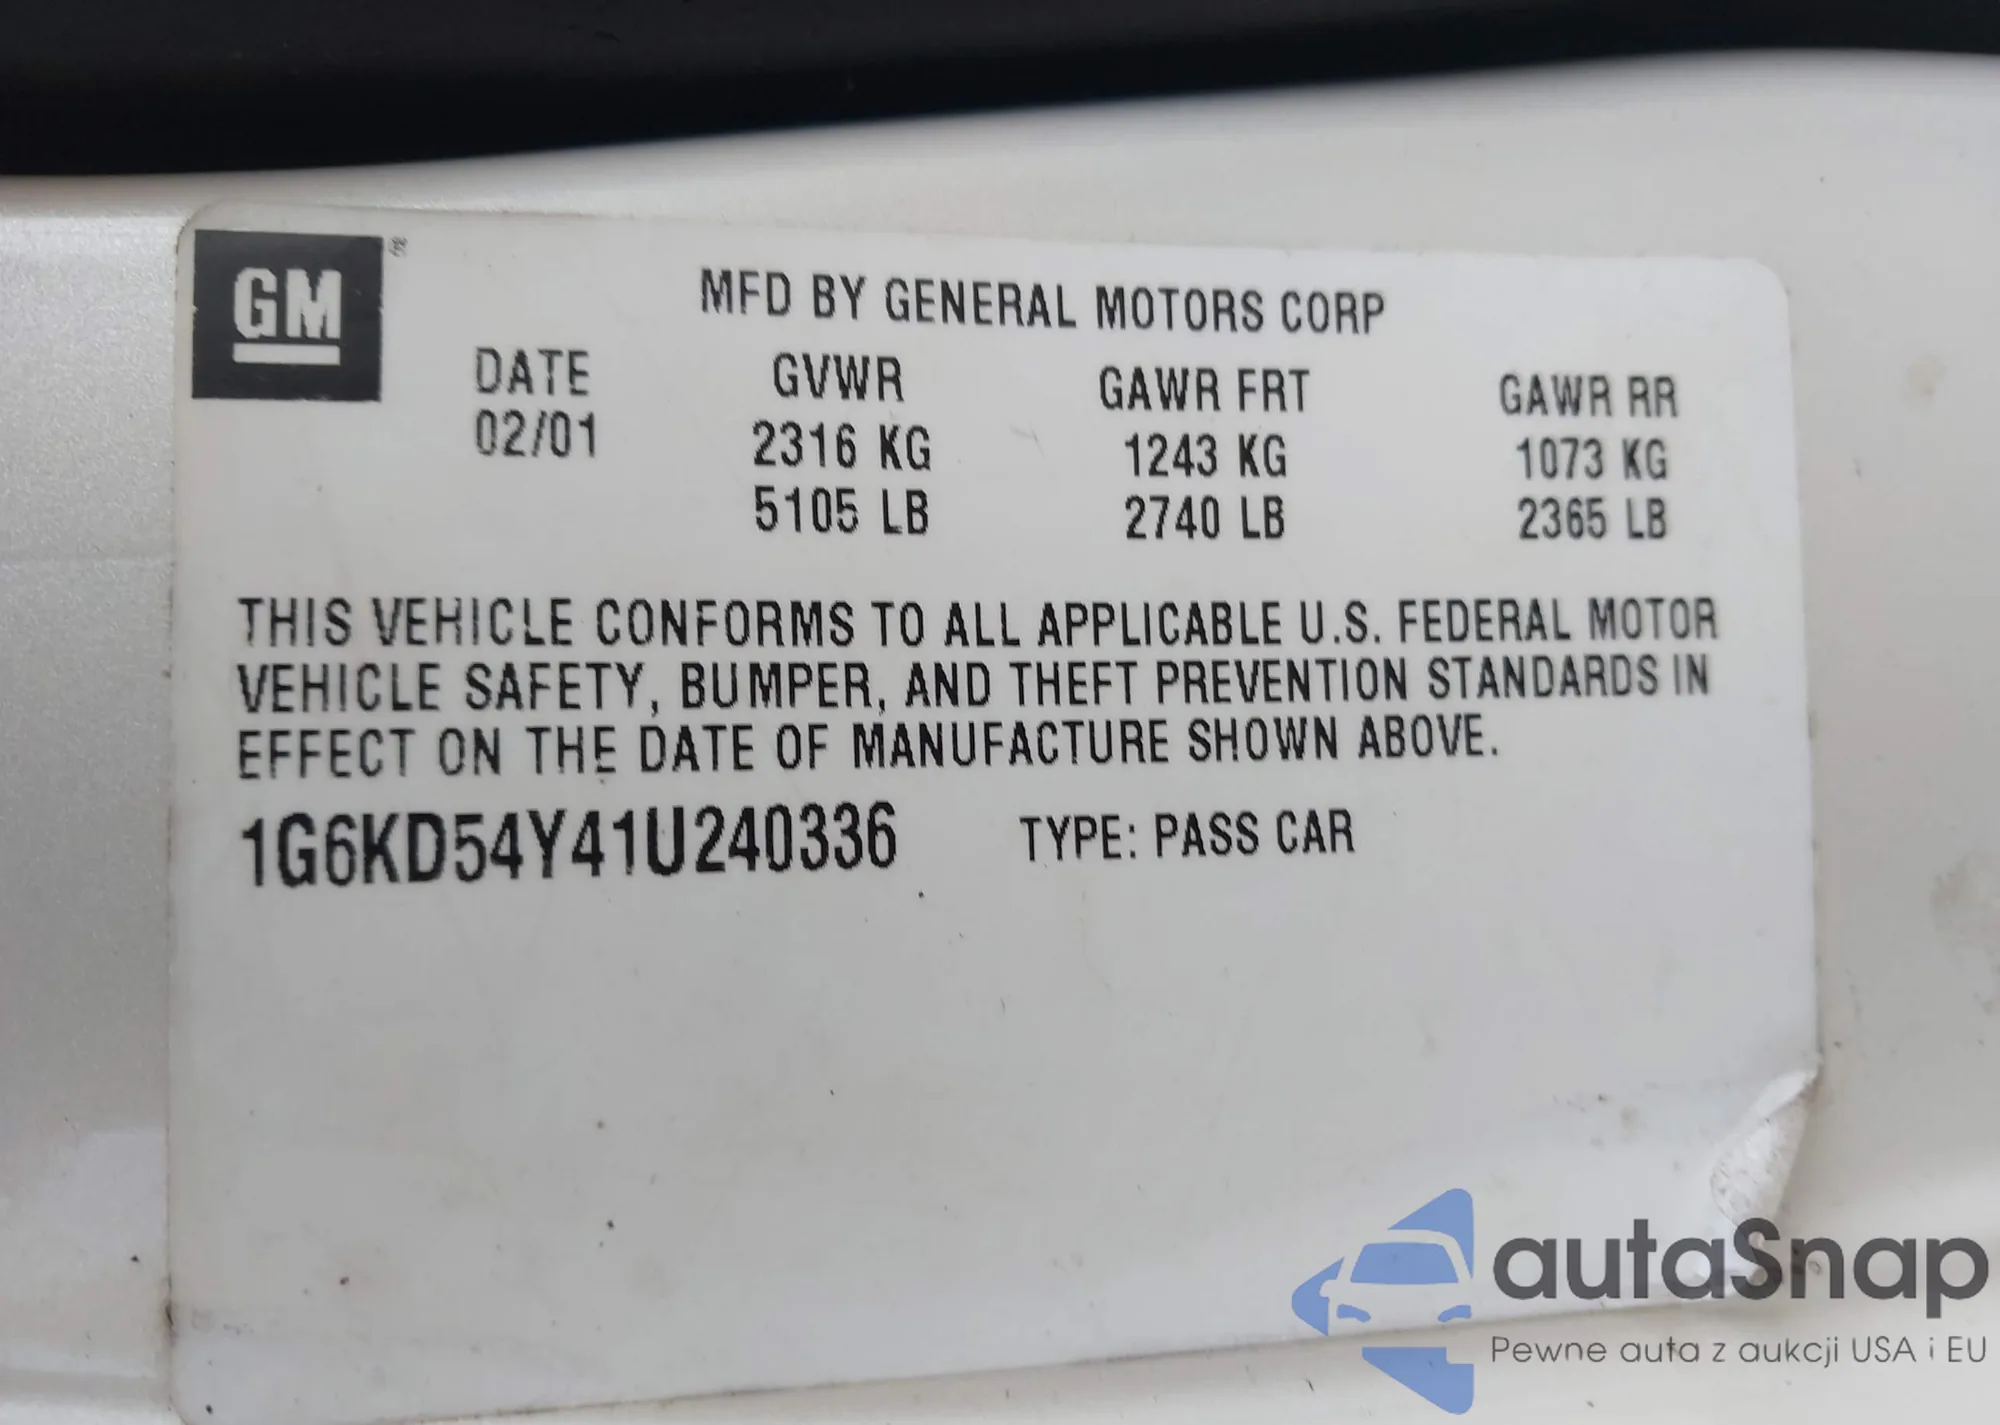 GM
MFD BY GENERAL MOTORS CORP
DATE GVWR GAWR FRT GAWR RR
02/01 2316 KG 1243 KG 1073 KG
5105 LB 2740 LB 2365 LB
THIS VEHICLE CONFORMS TO ALL APPLICABLE U.S. FEDERAL MOTOR
VEHICLE SAFETY, BUMPER, AND THEFT PREVENTION STANDARDS IN
EFFECT ON THE DATE OF MANUFACTURE SHOWN ABOVE.
1G6KD54Y41U240336 TYPE: PASS CAR
autaSnap
Pewne auta z aukcji USA i EU